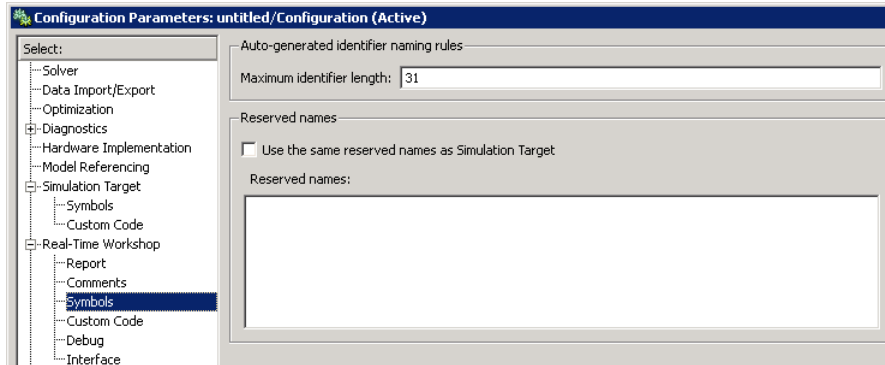 Configuration Parameters: untitled/Configuration (Active)
Select:
Solver
Data Import/Export
Optimization
Diagnostics
Hardware Implementation
Model Referencing
Simulation Target
Symbols
Custom Code
Real-Time Workshop
Report
Comments
Symbols
Custom Code
Debug
Interface
Auto-generated identifier naming rules
Maximum identifier length: 31
Reserved names
Use the same reserved names as Simulation Target
Reserved names: